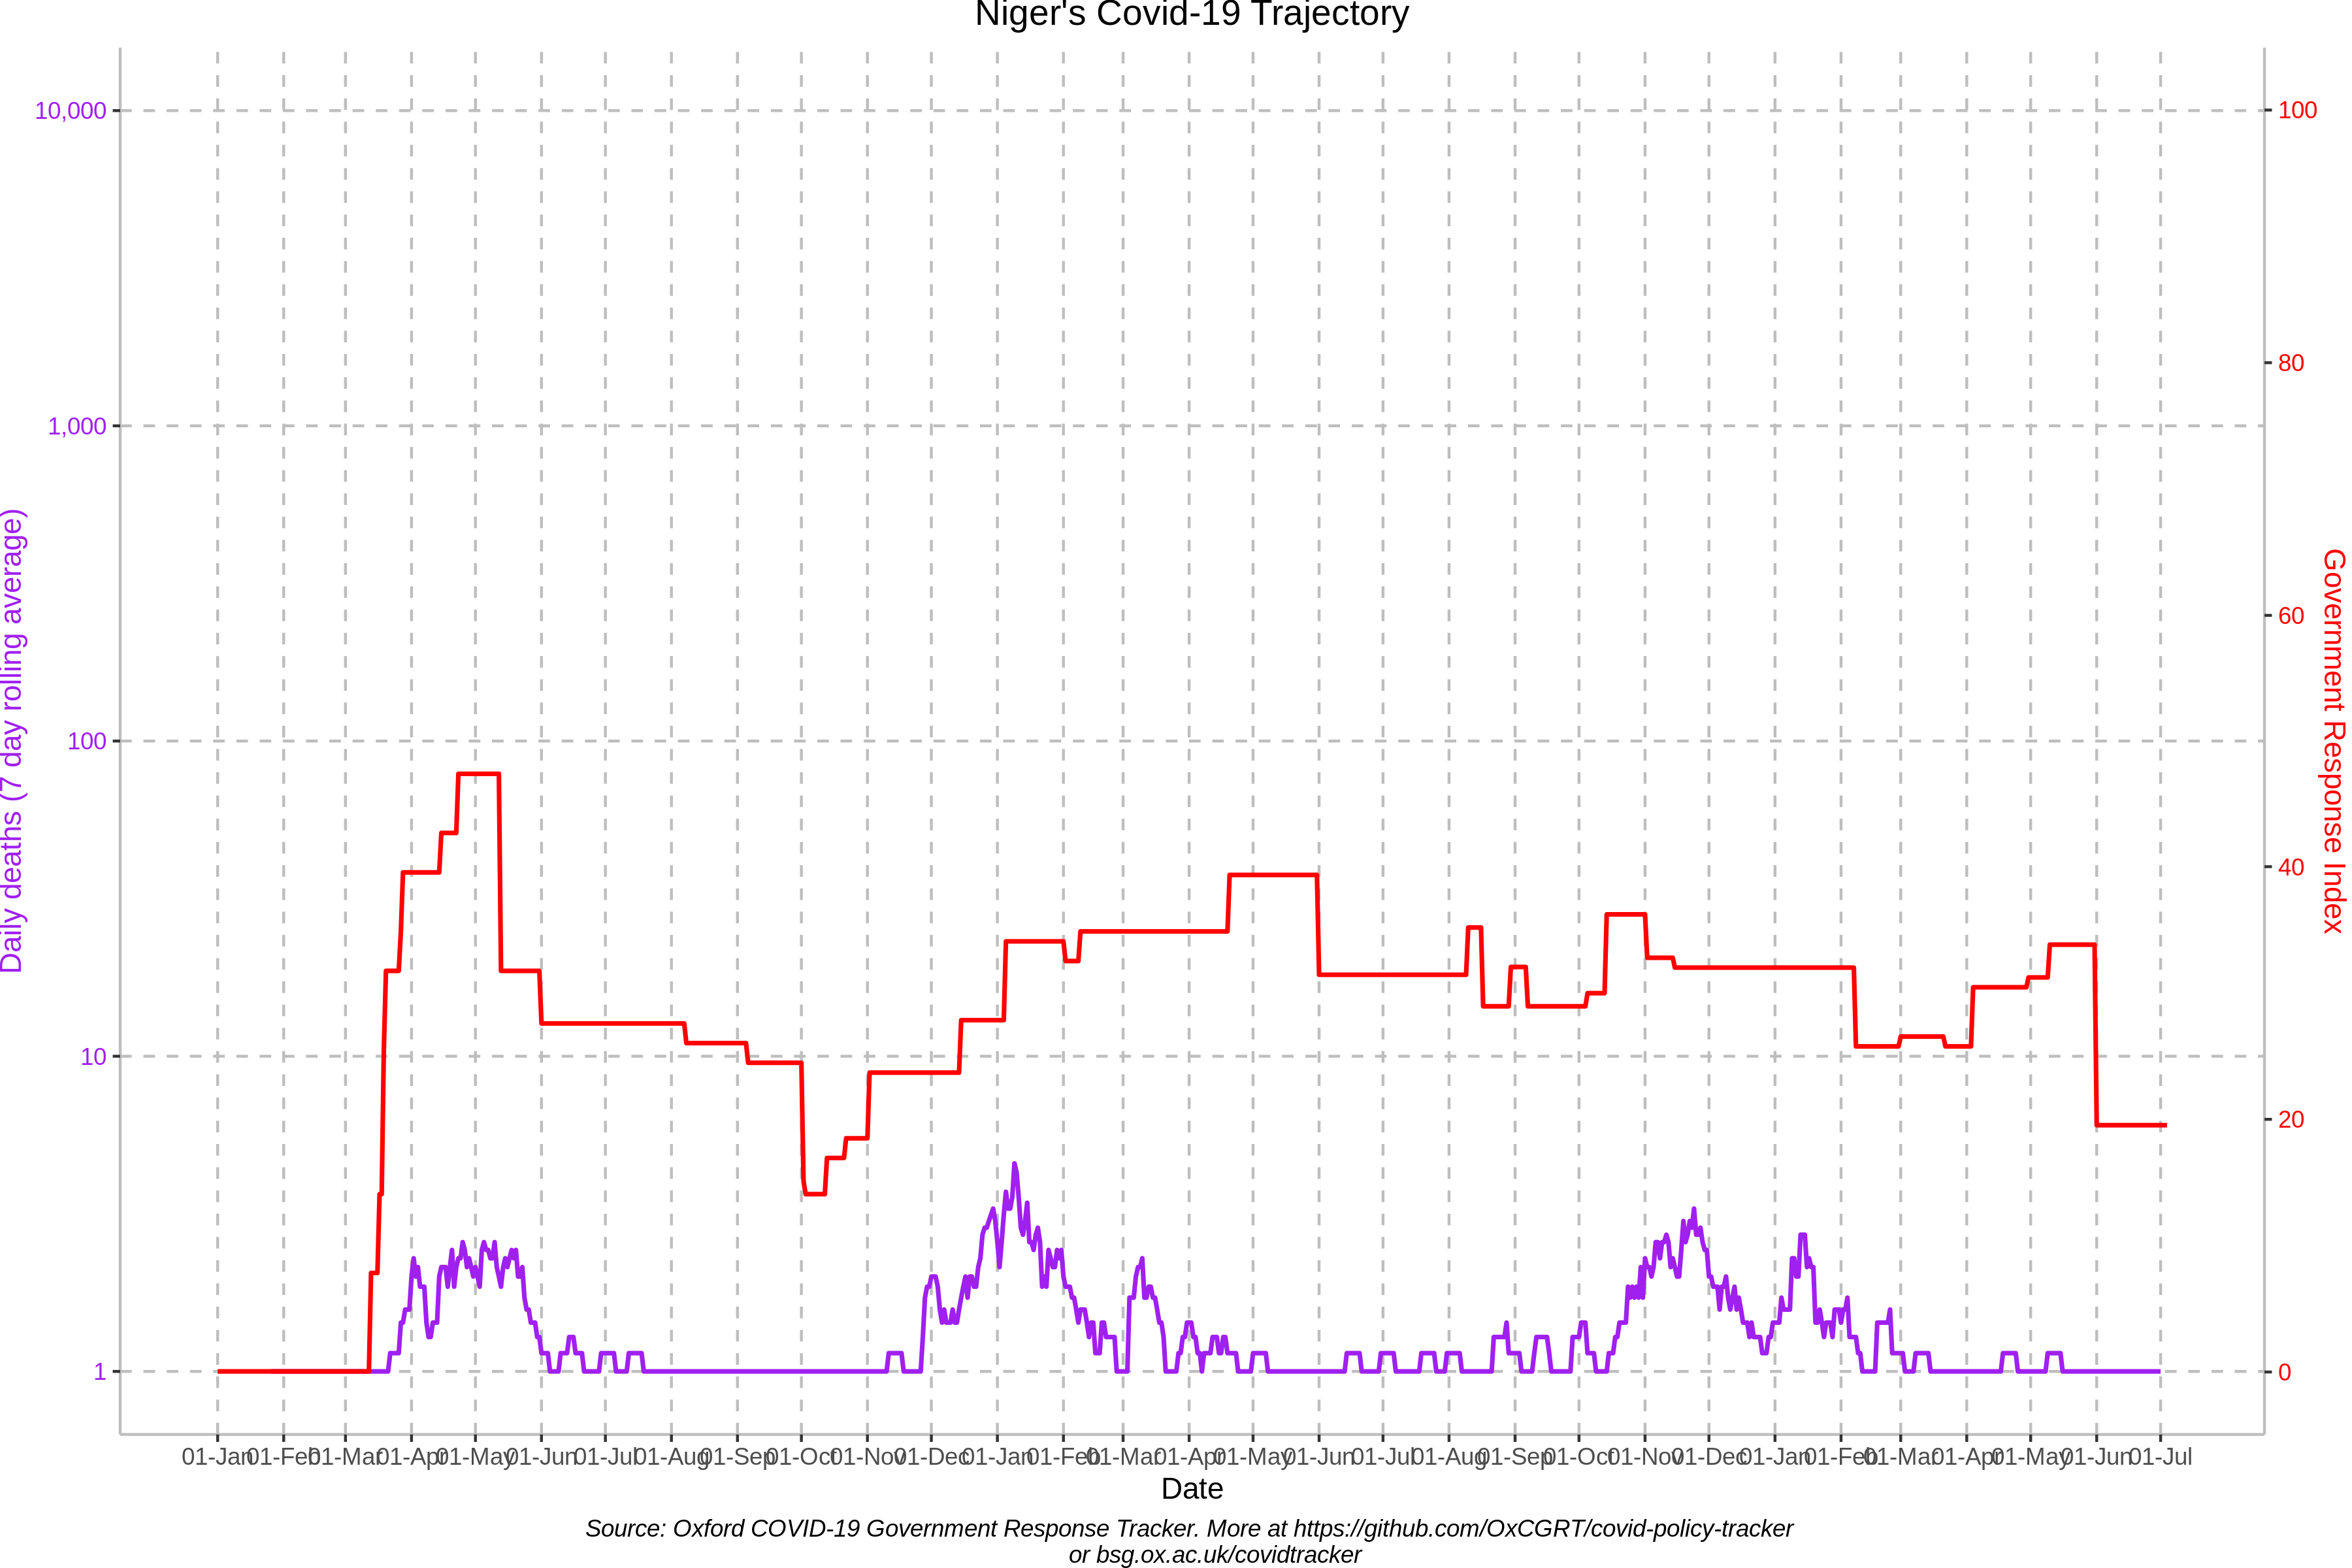 Niger's Covid-19 Trajectory
10,000
1,000
100
10
1
Daily deaths (7 day rolling average)
100
80
60
40
20
0
Government Response Index
01-Jan 01-Feb 01-Mar 01-Apr 01-May 01-Jun 01-Jul 01-Aug 01-Sep 01-Oct 01-Nov 01-Dec 01-Jan 01-Feb 01-Mar 01-Apr 01-May 01-Jun 01-Jul 01-Aug 01-Sep 01-Oct 01-Nov 01-Dec 01-Jan 01-Feb 01-Mar 01-Apr 01-May 01-Jun 01-Jul
Date
Source: Oxford COVID-19 Government Response Tracker. More at https://github.com/OxCGRT/covid-policy-tracker
or bsg.ox.ac.uk/covidtracker